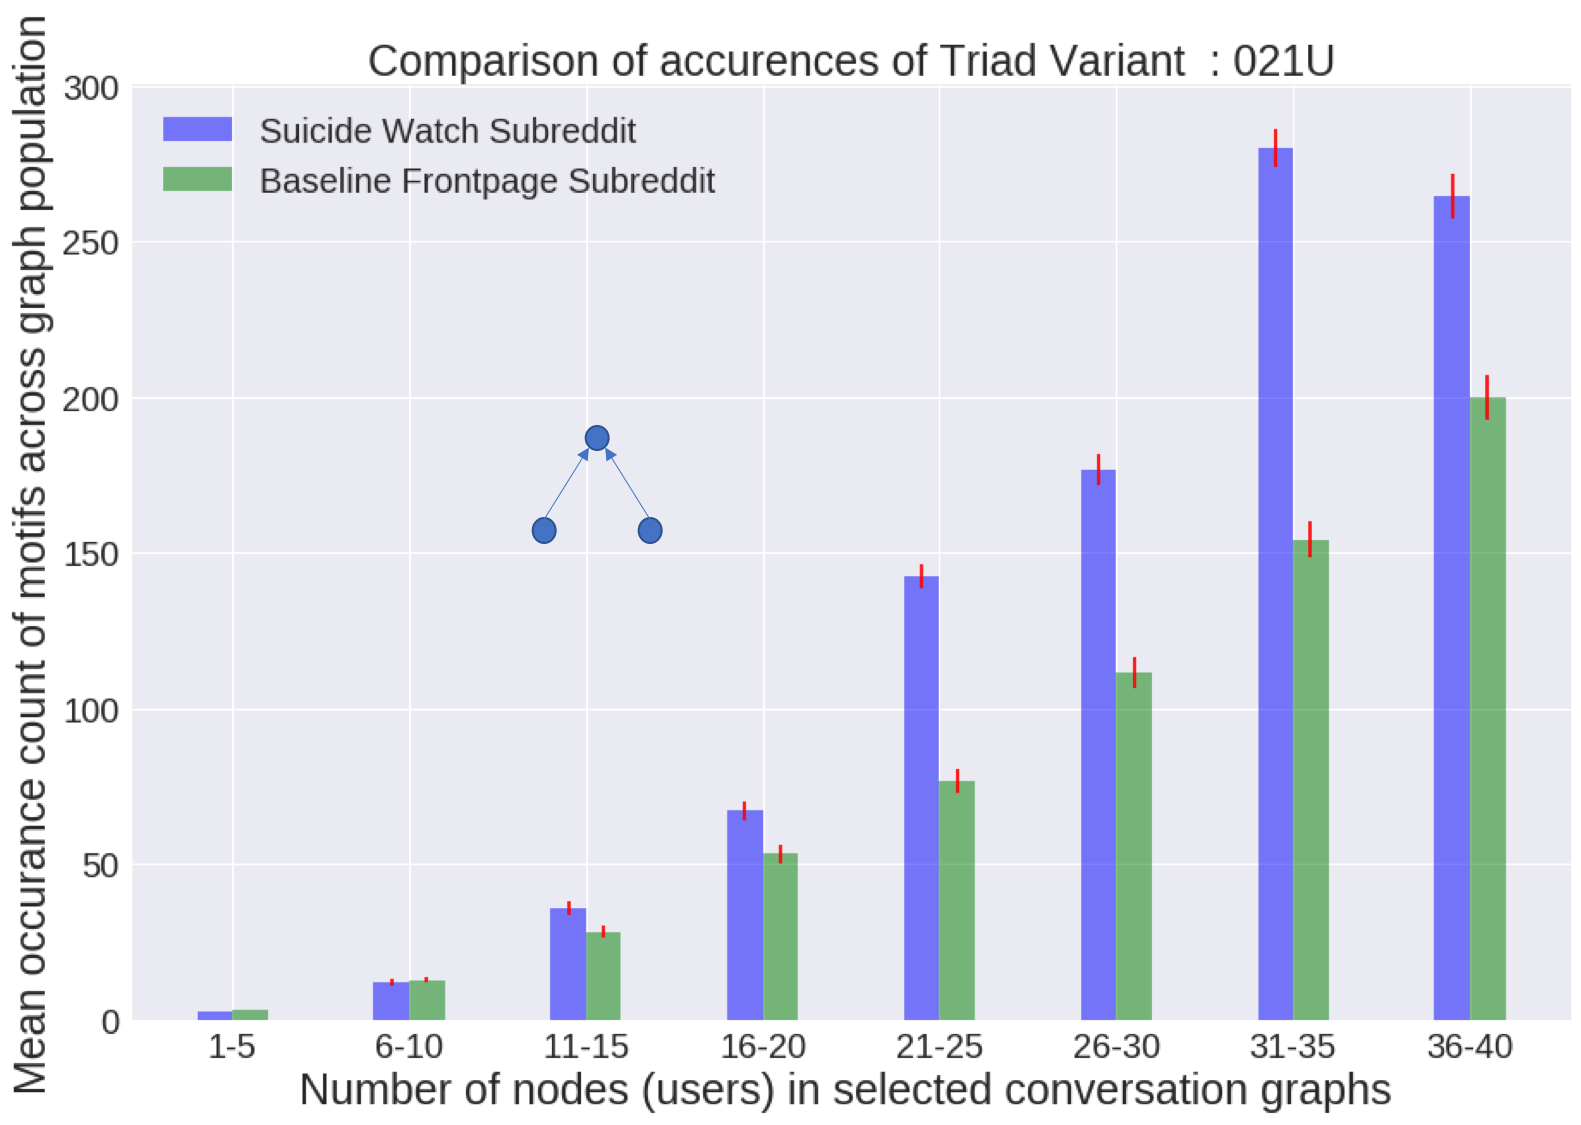 Comparison of accurences of Triad Variant : 021U
Mean occurance count of motifs across graph population
300
250
200
150
100
50
0
Suicide Watch Subreddit
Baseline Frontpage Subreddit
1-5 6-10 11-15 16-20 21-25 26-30 31-35 36-40
Number of nodes (users) in selected conversation graphs